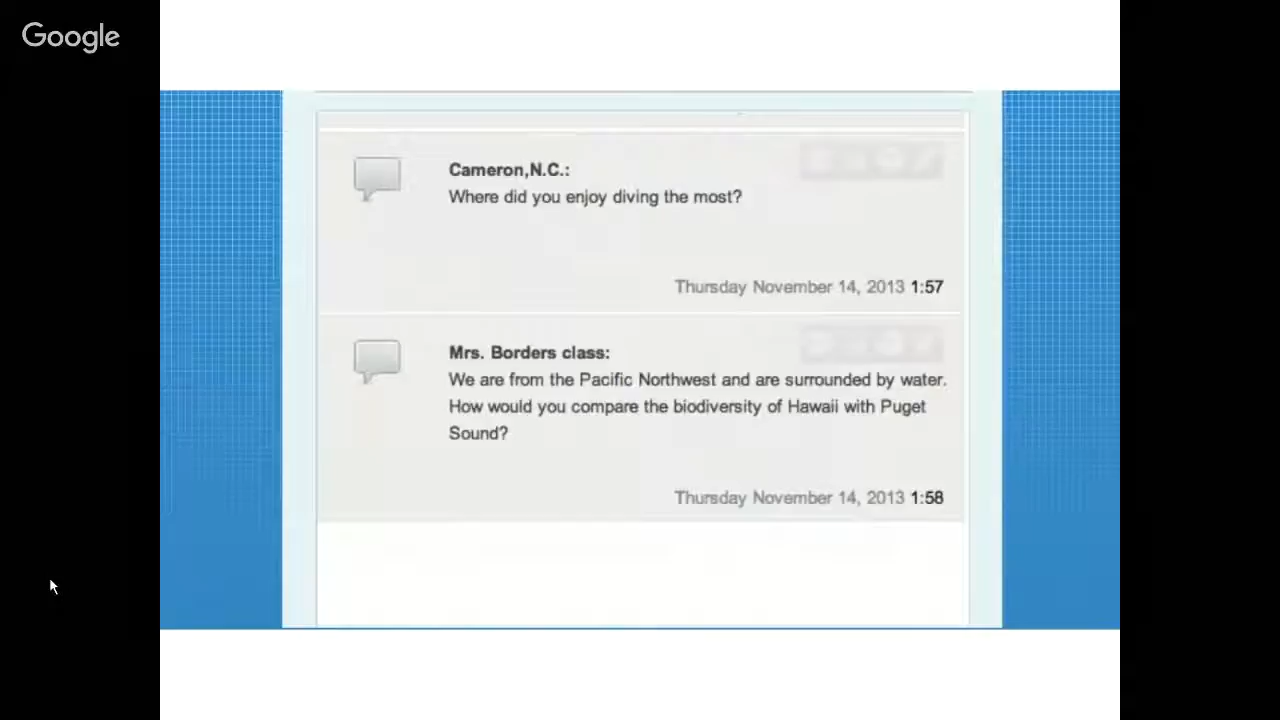 Google
Cameron,N.C.:
Where did you enjoy diving the most?
Thursday November 14, 2013 1:57
Mrs. Borders class:
We are from the Pacific Northwest and are surrounded by water.
How would you compare the biodiversity of Hawaii with Puget
Sound?
Thursday November 14, 2013 1:58